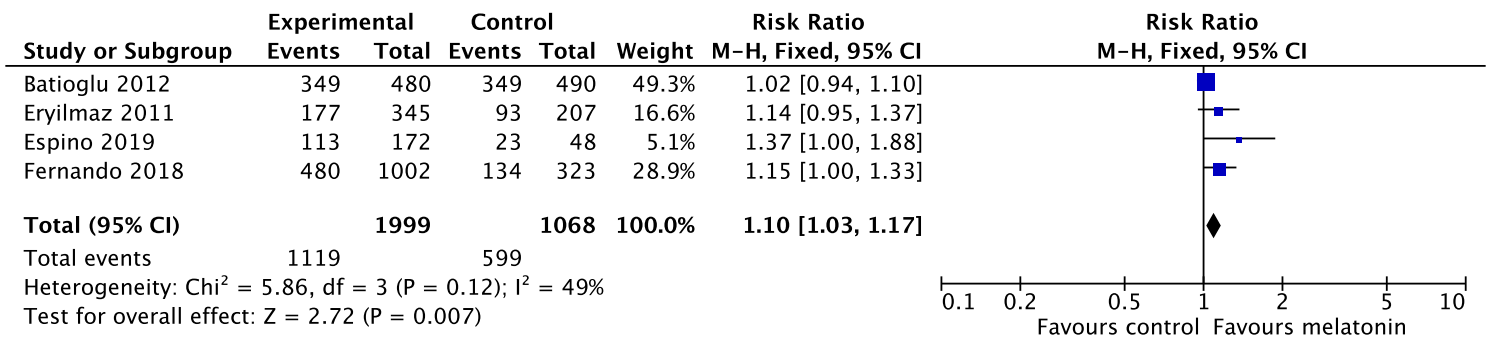 Experimental Control Risk Ratio Risk Ratio
Study or Subgroup Events Total Events Total Weight M-H, Fixed, 95% CI M-H, Fixed, 95% CI
Batioglu 2012 349 480 349 490 49.3% 1.02 [0.94, 1.10]
Eryilmaz 2011 177 345 93 207 16.6% 1.14 [0.95, 1.37]
Espino 2019 113 172 23 48 5.1% 1.37 [1.00, 1.88]
Fernando 2018 480 1002 134 323 28.9% 1.15 [1.00, 1.33]
Total (95% CI) 1999 1068 100.0% 1.10 [1.03, 1.17]
Total events 1119 599
Heterogeneity: Chi² = 5.86, df = 3 (P = 0.12); I² = 49%
Test for overall effect: Z = 2.72 (P = 0.007)
0.1 0.2 0.5 1 2 5 10
Favours control Favours melatonin